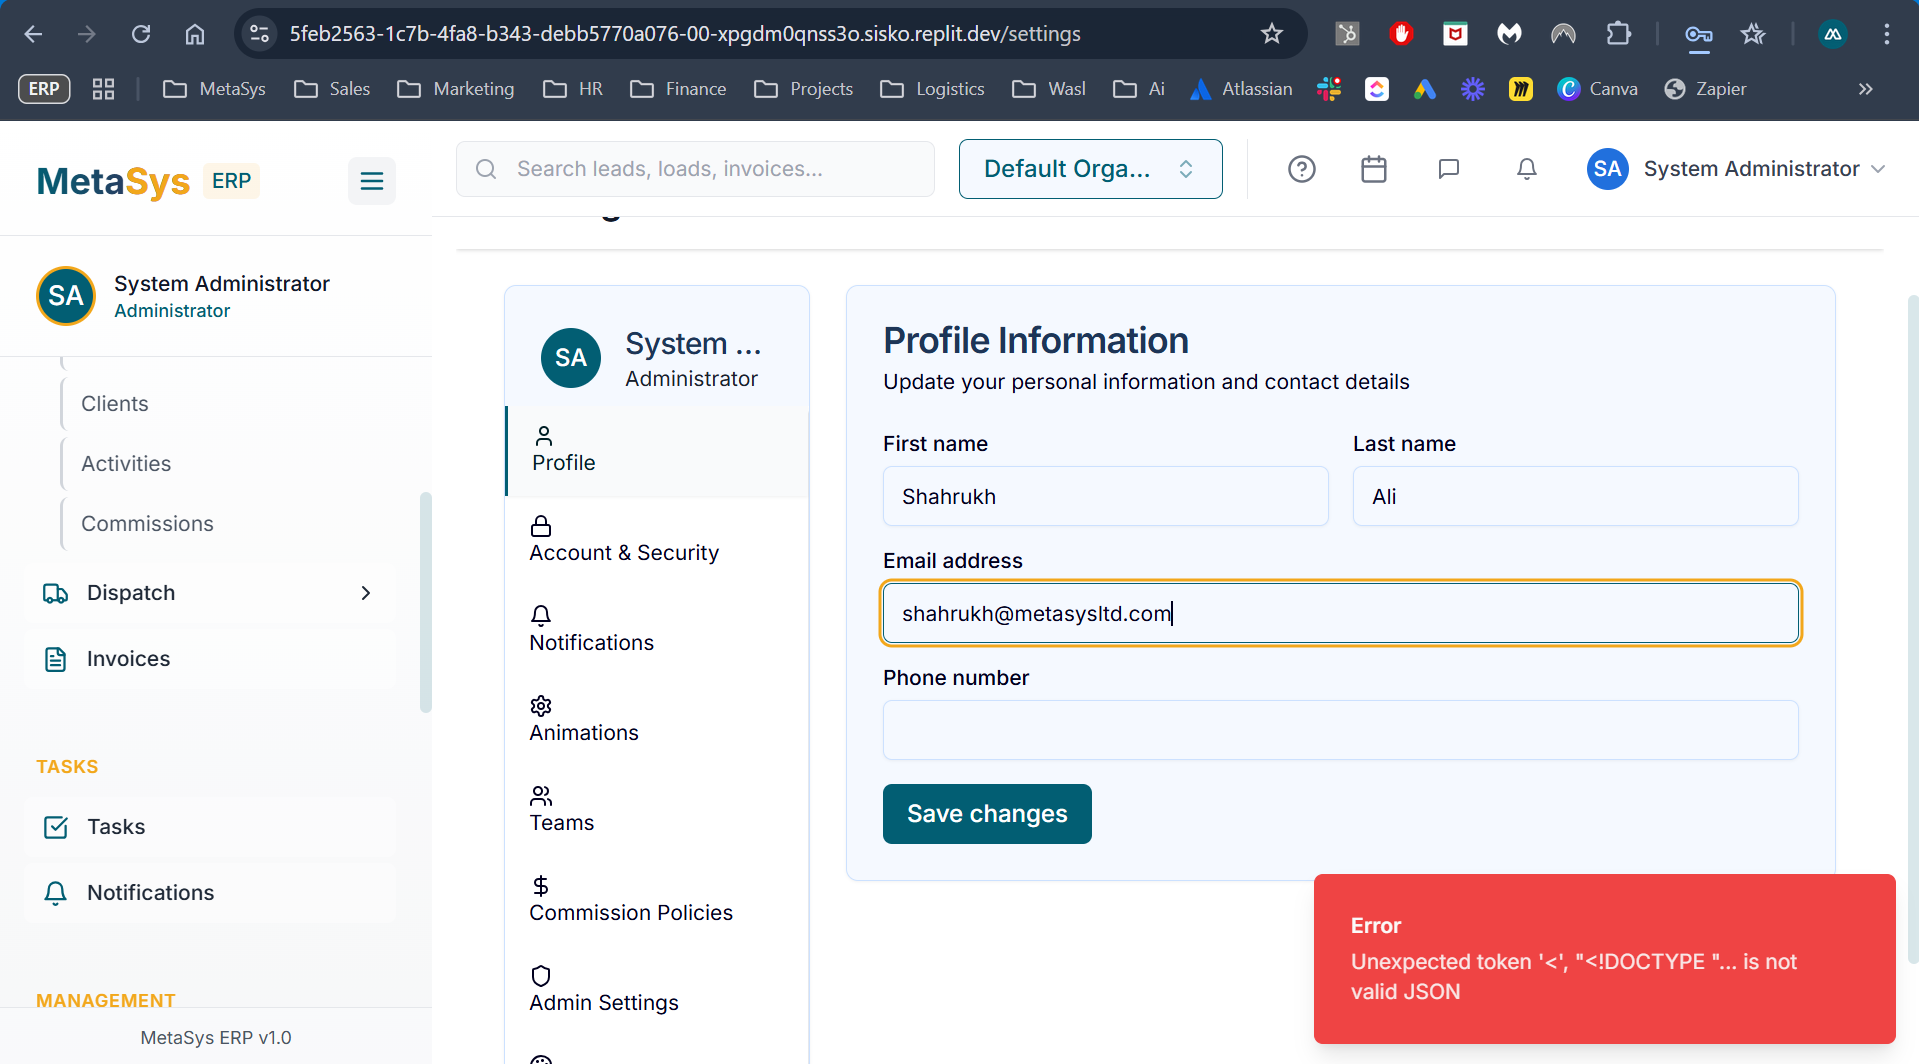 5feb2563-1c7b-4fa8-b343-debb5770a076-00-xpgdm0qnss3o.sisko.replit.dev/settings
ERP MetaSys Sales Marketing HR Finance Projects Logistics Wasl Ai Atlassian Canva Zapier
MetaSys ERP
Search leads, loads, invoices...
Default Orga...
SA System Administrator
SA
System Administrator
Administrator
Clients
Activities
Commissions
Dispatch
Invoices
TASKS
Tasks
Notifications
MANAGEMENT
MetaSys ERP v1.0
SA
System ...
Administrator
Profile
Account & Security
Notifications
Animations
Teams
Commission Policies
Admin Settings
Profile Information
Update your personal information and contact details
First name
Last name
Shahrukh
Ali
Email address
shahrukh@metasysltd.com
Phone number
Save changes
Error
Unexpected token '<', "<!DOCTYPE "... is not
valid JSON